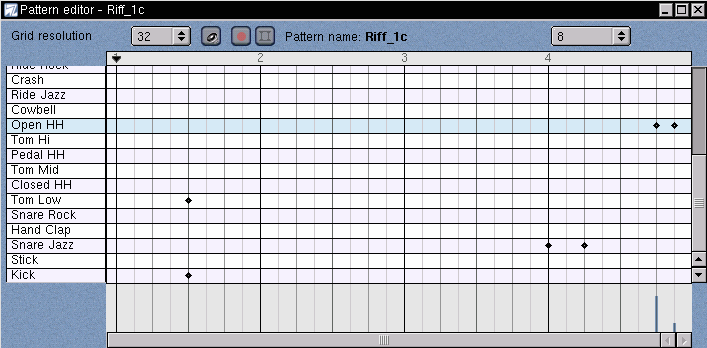 Pattern editor - Riff_1c
Grid resolution 32 Pattern name: Riff_1c 8
1 2 3 4
Ride Rock
Crash
Ride Jazz
Cowbell
Open HH
Tom Hi
Pedal HH
Tom Mid
Closed HH
Tom Low
Snare Rock
Hand Clap
Snare Jazz
Stick
Kick